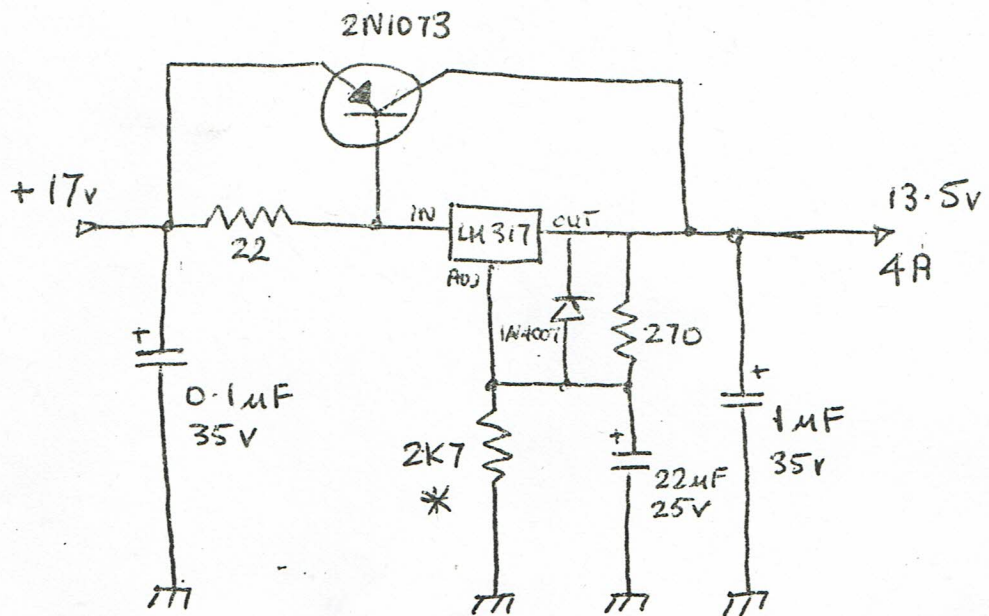 2N1073
+17v
22
IN
LM317
OUT
ADJ
13.5v
4A
1N4001
270
+
0.1µF
35v
2K7
*
+
22µF
25v
+
1µF
35v